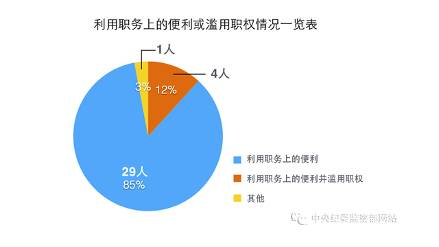 利用职务上的便利或滥用职权情况一览表
1人
4人
3%
12%
29人
85%
利用职务上的便利
利用职务上的便利并滥用职权
其他
中央纪委监察部网站